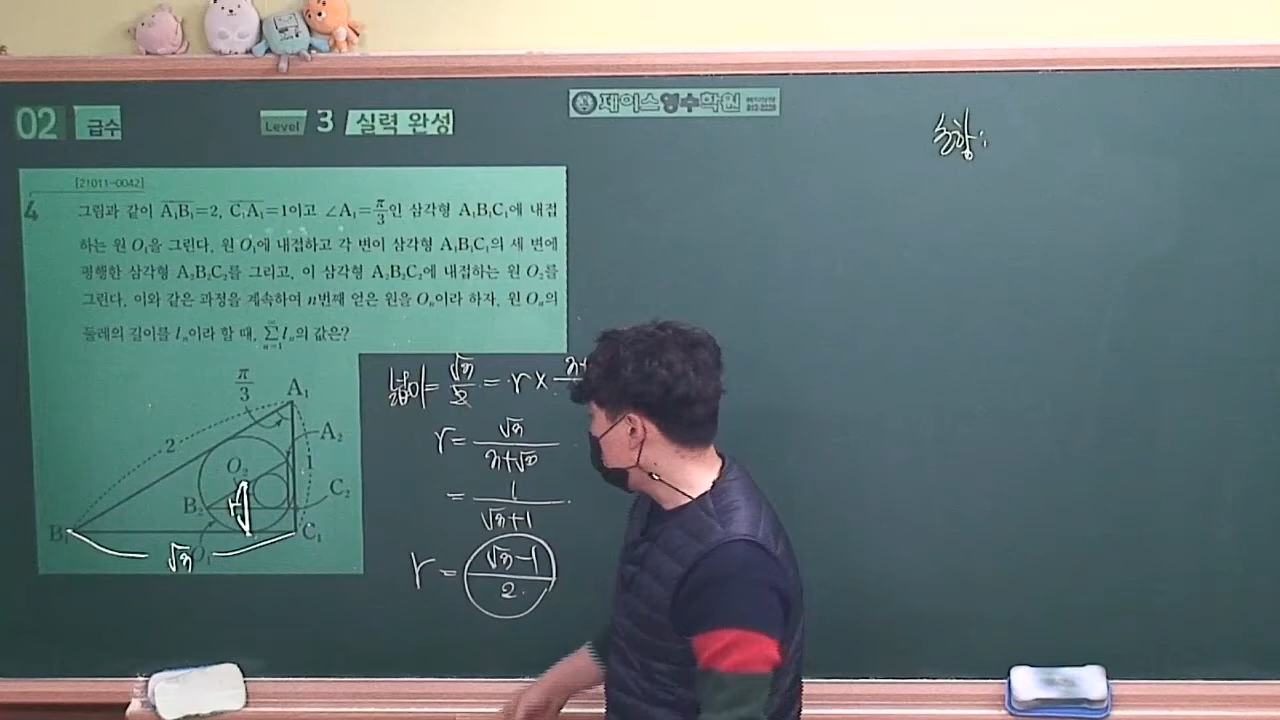 02 급수
Level 3 실력 완성
제이스영수학원
[21011-0042]
4 그림과 같이 A₁B₁=2, C₁A₁=1이고 ∠A₁=π/3인 삼각형 A₁B₁C₁에 내접
하는 원 O₁을 그린다. 원 O₁에 내접하고 각 변이 삼각형 A₁B₁C₁의 세 변에
평행한 삼각형 A₂B₂C₂를 그리고, 이 삼각형 A₂B₂C₂에 내접하는 원 O₂를
그린다. 이와 같은 과정을 계속하여 n번째 얻은 원을 Oₙ이라 하자. 원 Oₙ의
둘레의 길이를 lₙ이라 할 때, ∞∑n=1 lₙ의 값은?
π/3
A₁
2
A₂
1
O₂
B₂
C₂
B₁
C₁
√3
O₁
넓이= √3/2 = r×
r= √3/3+√3
= 1/√3+1
r= √3-1/2